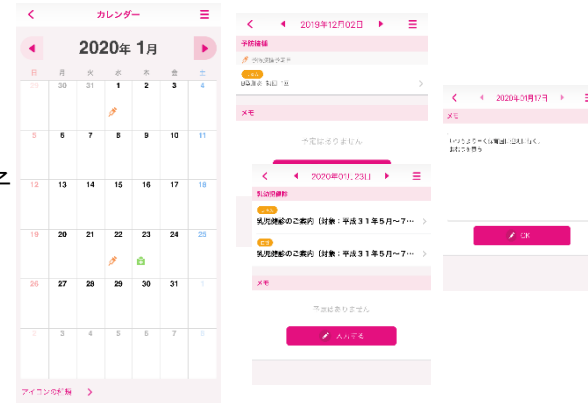 カレンダー
2020年 1月
日 月 火 水 木 金 土
29 30 31 1 2 3 4
5 6 7 8 9 10 11
12 13 14 15 16 17 18
19 20 21 22 23 24 25
26 27 28 29 30 31 1
2 3 4 5 6 7 8
アイコンの種類
2019年12月02日
予防接種
メモ
予定はありません
2020年01月23日
乳幼児健診
乳児健診のご案内（対象：平成31年5月～7…
乳児健診のご案内（対象：平成31年5月～7…
メモ
予定はありません
入力する
2020年01月17日
メモ
OK